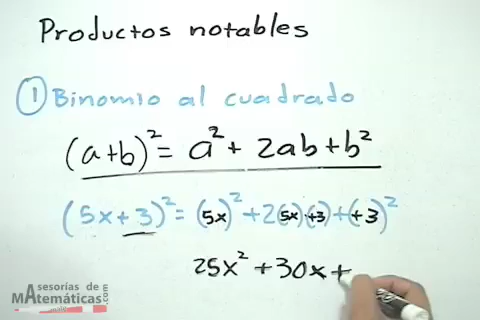 Productos notables
① Binomio al cuadrado
(a+b)² = a² + 2ab + b²
(5x+3)² = (5x)² + 2(5x)(+3) + (+3)²
25x² + 30x +
Asesorías de
Matemáticas.com